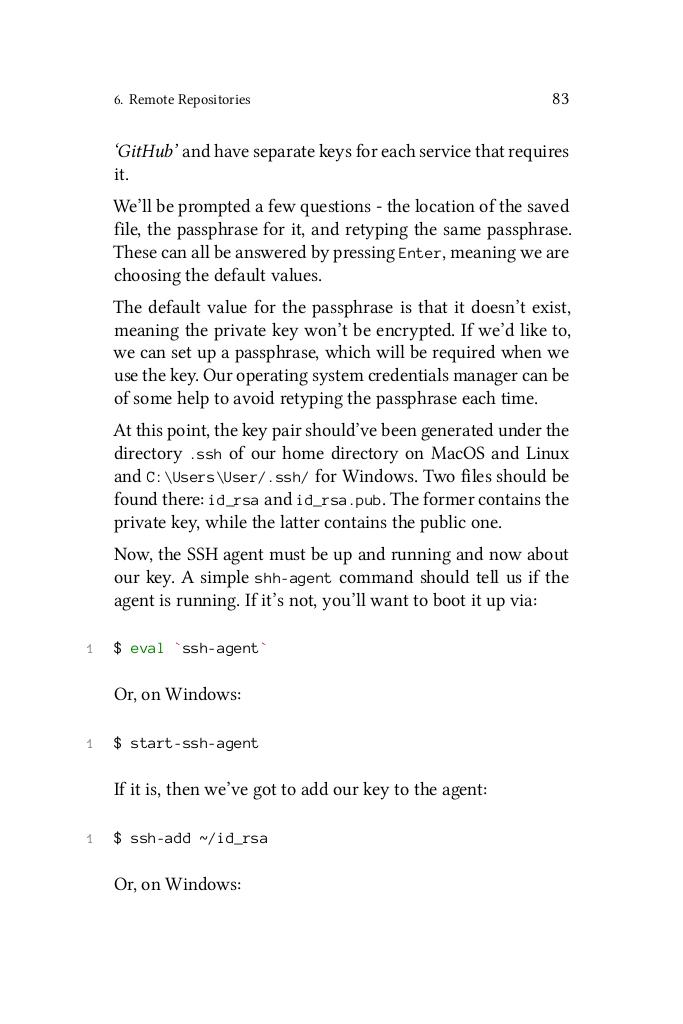 6. Remote Repositories 83
‘GitHub’ and have separate keys for each service that requires
it.
We’ll be prompted a few questions - the location of the saved
file, the passphrase for it, and retyping the same passphrase.
These can all be answered by pressing Enter, meaning we are
choosing the default values.
The default value for the passphrase is that it doesn’t exist,
meaning the private key won’t be encrypted. If we’d like to,
we can set up a passphrase, which will be required when we
use the key. Our operating system credentials manager can be
of some help to avoid retyping the passphrase each time.
At this point, the key pair should’ve been generated under the
directory .ssh of our home directory on MacOS and Linux
and C:\Users\User/.ssh/ for Windows. Two files should be
found there: id_rsa and id_rsa.pub. The former contains the
private key, while the latter contains the public one.
Now, the SSH agent must be up and running and now about
our key. A simple shh-agent command should tell us if the
agent is running. If it’s not, you’ll want to boot it up via:
1 $ eval `ssh-agent`
Or, on Windows:
1 $ start-ssh-agent
If it is, then we’ve got to add our key to the agent:
1 $ ssh-add ~/id_rsa
Or, on Windows: